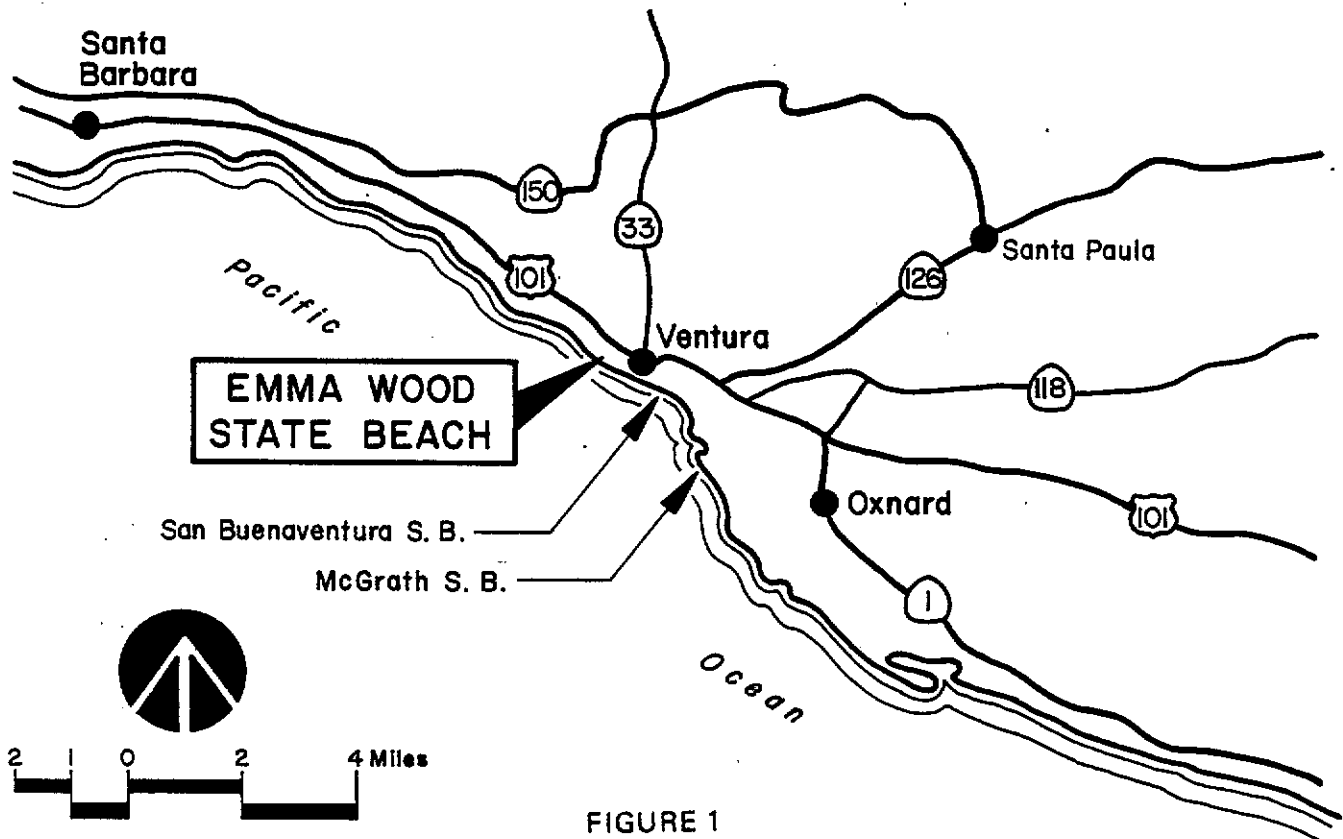 Santa
Barbara
150
33
101
Pacific
Santa Paula
126
Ventura
EMMA WOOD
STATE BEACH
118
San Buenaventura S. B.
McGrath S. B.
Oxnard
101
1
Ocean
2 1 0 2 4 Miles
FIGURE 1